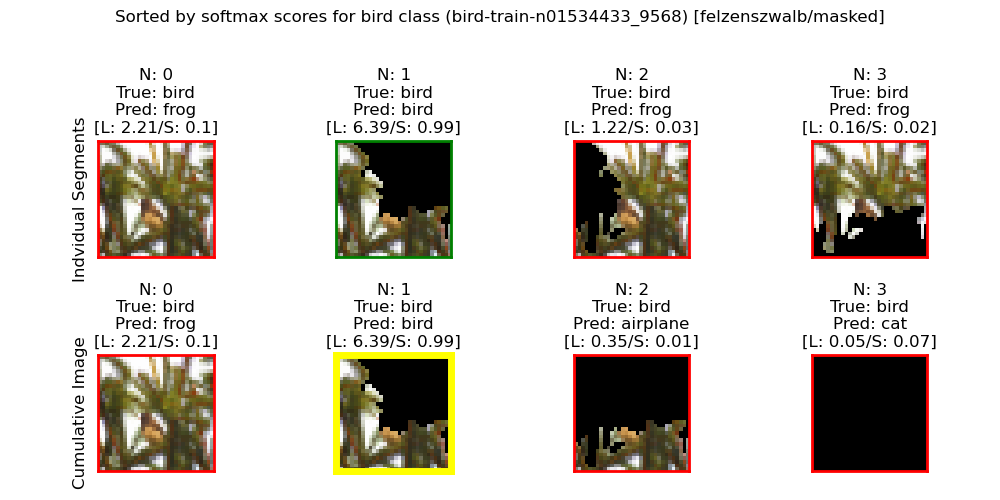 Sorted by softmax scores for bird class (bird-train-n01534433_9568) [felzenszwalb/masked]
Indvidual Segments
N: 0
True: bird
Pred: frog
[L: 2.21/S: 0.1]
N: 1
True: bird
Pred: bird
[L: 6.39/S: 0.99]
N: 2
True: bird
Pred: frog
[L: 1.22/S: 0.03]
N: 3
True: bird
Pred: frog
[L: 0.16/S: 0.02]
Cumulative Image
N: 0
True: bird
Pred: frog
[L: 2.21/S: 0.1]
N: 1
True: bird
Pred: bird
[L: 6.39/S: 0.99]
N: 2
True: bird
Pred: airplane
[L: 0.35/S: 0.01]
N: 3
True: bird
Pred: cat
[L: 0.05/S: 0.07]